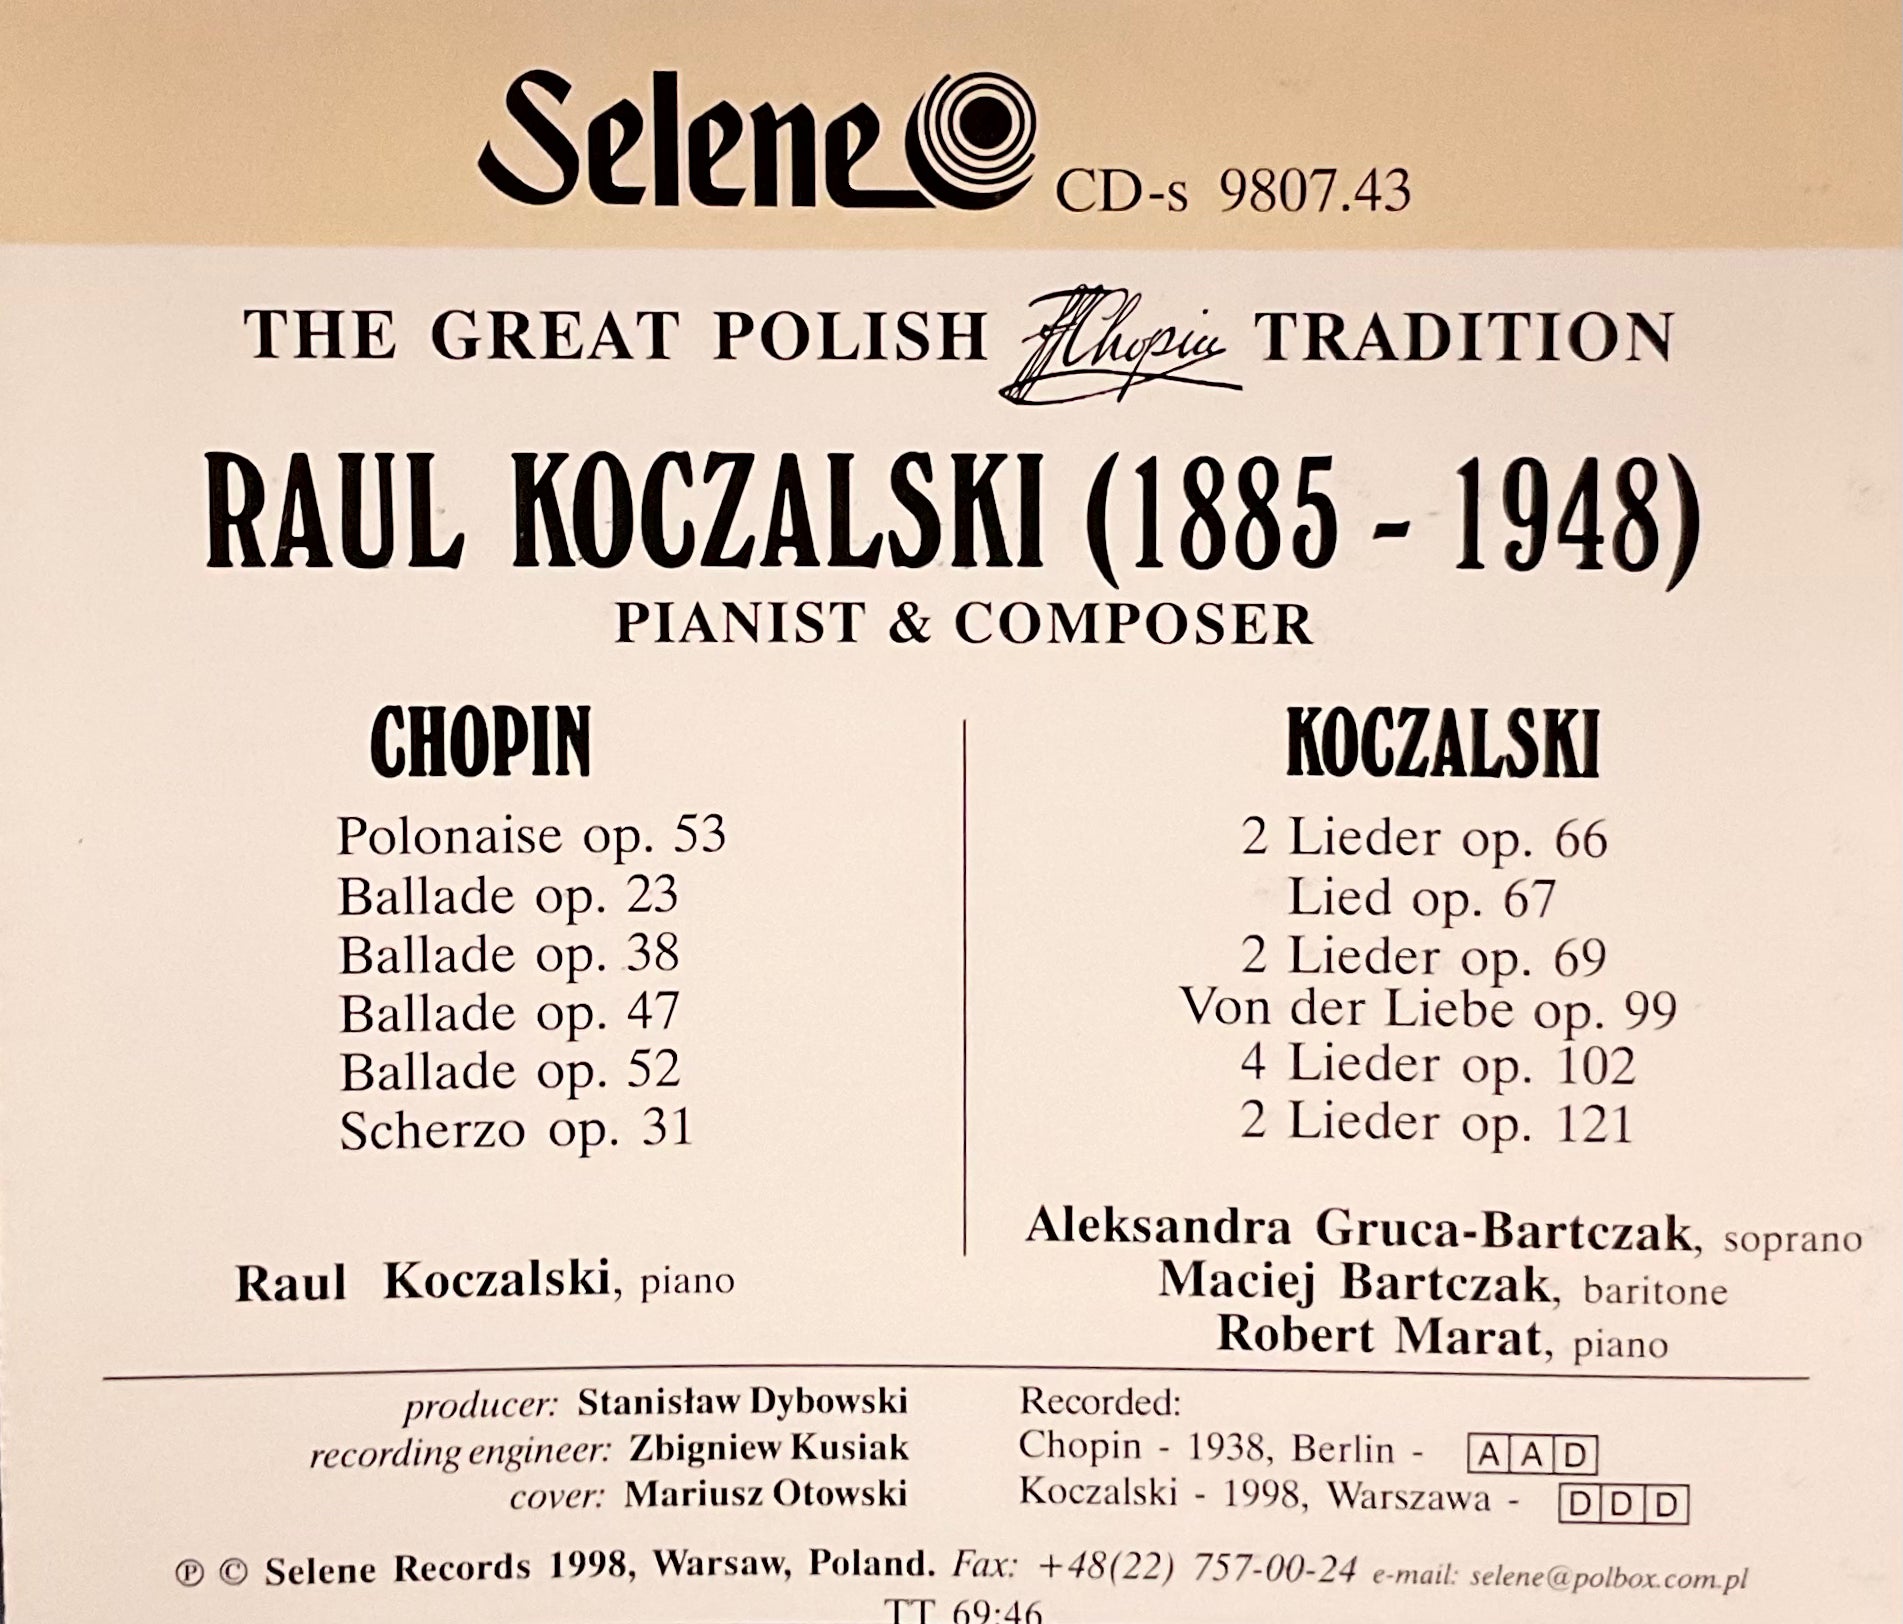 Selene CD-s 9807.43
THE GREAT POLISH FFChopin TRADITION
RAUL KOCZALSKI (1885 - 1948)
PIANIST & COMPOSER
CHOPIN
Polonaise op. 53
Ballade op. 23
Ballade op. 38
Ballade op. 47
Ballade op. 52
Scherzo op. 31
Raul Koczalski, piano
KOCZALSKI
2 Lieder op. 66
Lied op. 67
2 Lieder op. 69
Von der Liebe op. 99
4 Lieder op. 102
2 Lieder op. 121
Aleksandra Gruca-Bartczak, soprano
Maciej Bartczak, baritone
Robert Marat, piano
producer: Stanisław Dybowski
recording engineer: Zbigniew Kusiak
cover: Mariusz Otowski
Recorded:
Chopin - 1938, Berlin - AAD
Koczalski - 1998, Warszawa - DDD
℗ © Selene Records 1998, Warsaw, Poland. Fax: +48(22) 757-00-24 e-mail: selene@polbox.com.pl
TT 69:46